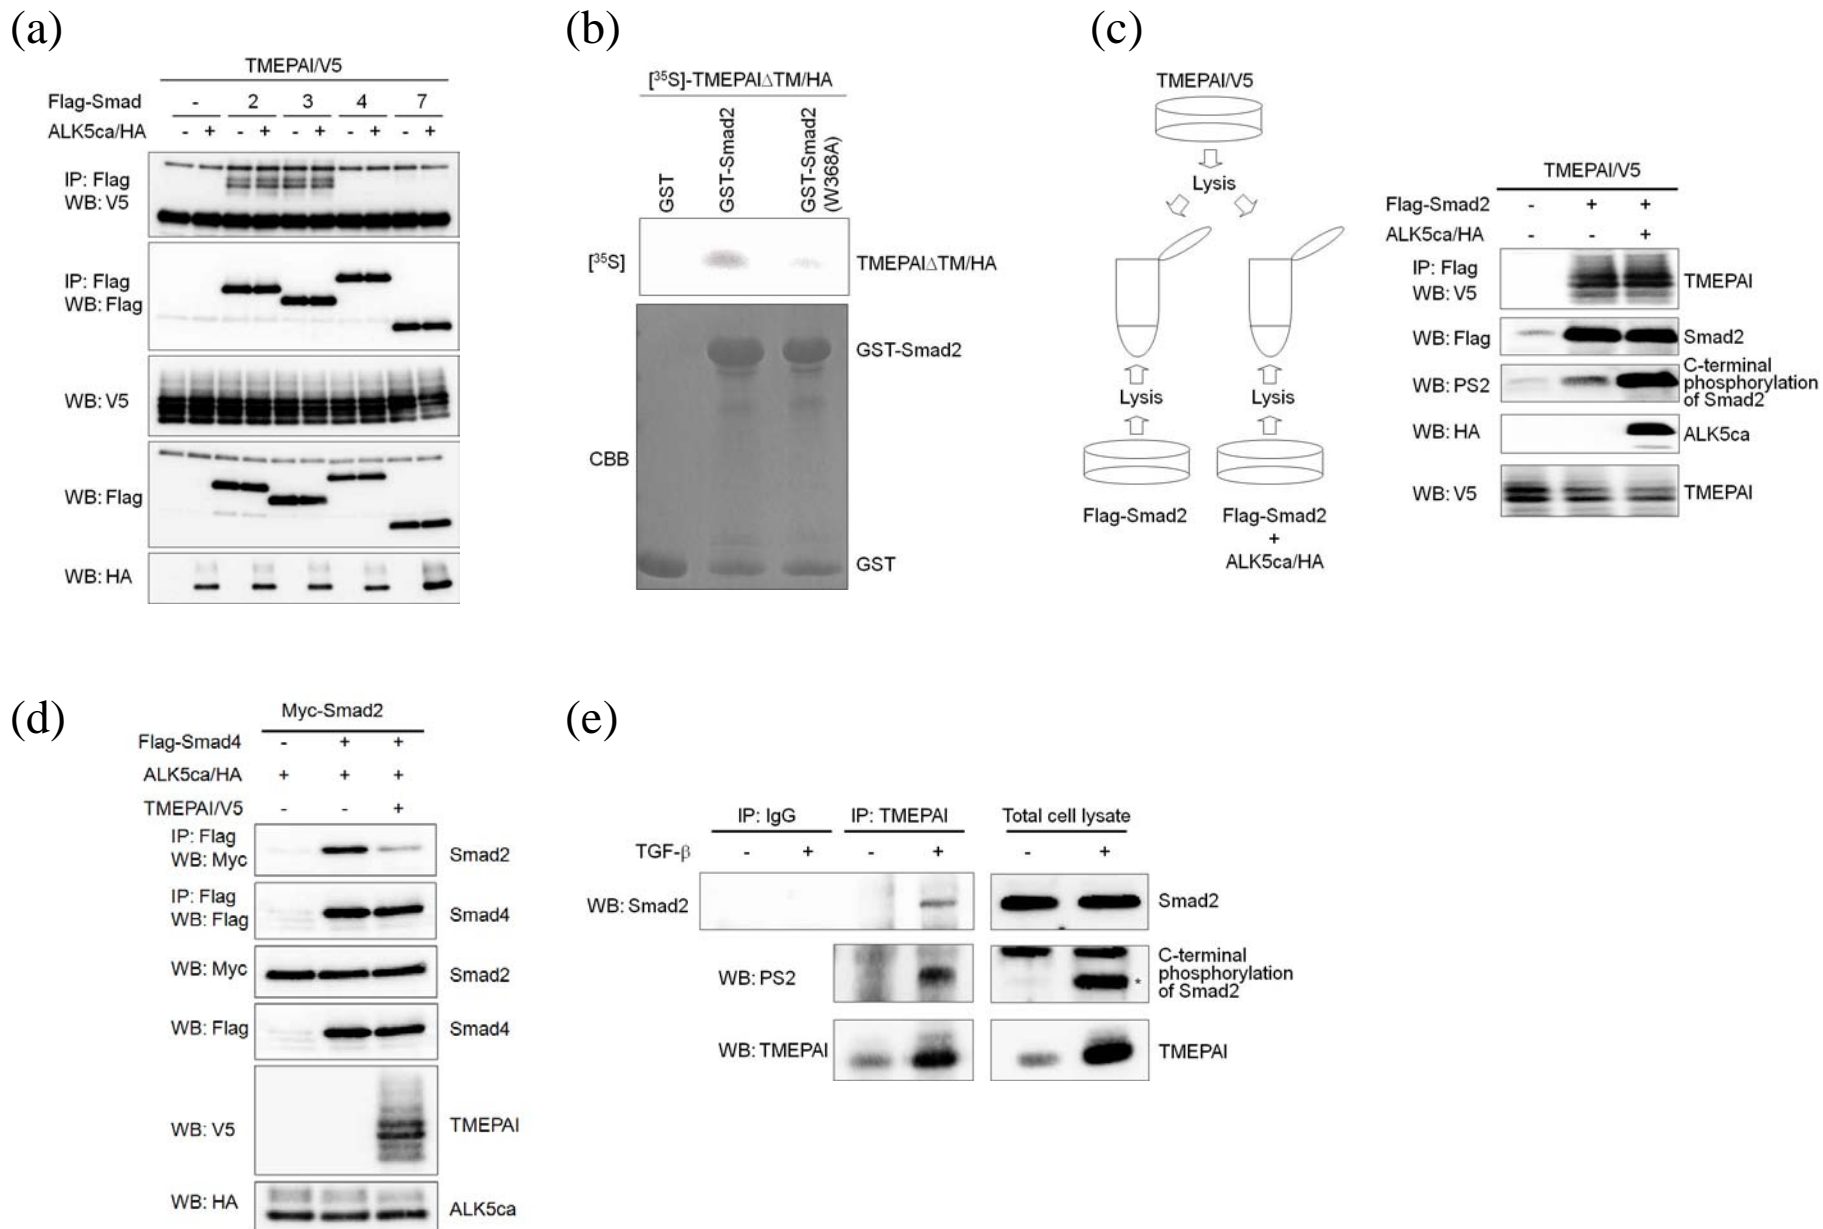 (a)
TMEPAI/V5
Flag-Smad - 2 3 4 7
ALK5ca/HA - + - + - + - + - +
IP: Flag
WB: V5
IP: Flag
WB: Flag
WB: V5
WB: Flag
WB: HA
(b)
[35S]-TMEPAIΔTM/HA
GST
GST-Smad2
GST-Smad2
(W368A)
[35S]
TMEPAIΔTM/HA
GST-Smad2
CBB
GST
(c)
TMEPAI/V5
Lysis
Lysis Lysis
Flag-Smad2
Flag-Smad2
+
ALK5ca/HA
TMEPAI/V5
Flag-Smad2 - + +
ALK5ca/HA - - +
IP: Flag
WB: V5
TMEPAI
WB: Flag
Smad2
WB: PS2
C-terminal
phosphorylation
of Smad2
WB: HA
ALK5ca
WB: V5
TMEPAI
(d)
Myc-Smad2
Flag-Smad4 - + +
ALK5ca/HA + + +
TMEPAI/V5 - - +
IP: Flag
WB: Myc
Smad2
IP: Flag
WB: Flag
Smad4
WB: Myc
Smad2
WB: Flag
Smad4
WB: V5
TMEPAI
WB: HA
ALK5ca
(e)
IP: IgG IP: TMEPAI Total cell lysate
TGF-β - + - + - +
WB: Smad2
Smad2
WB: PS2
*
C-terminal
phosphorylation
of Smad2
WB: TMEPAI
TMEPAI